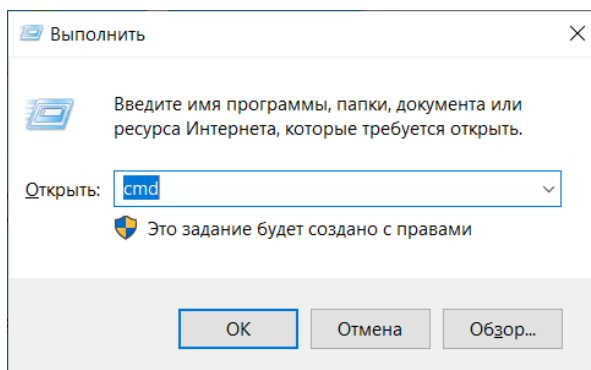 Выполнить
Введите имя программы, папки, документа или
ресурса Интернета, которые требуется открыть.
Открыть: cmd
Это задание будет создано с правами
ОК Отмена Обзор...